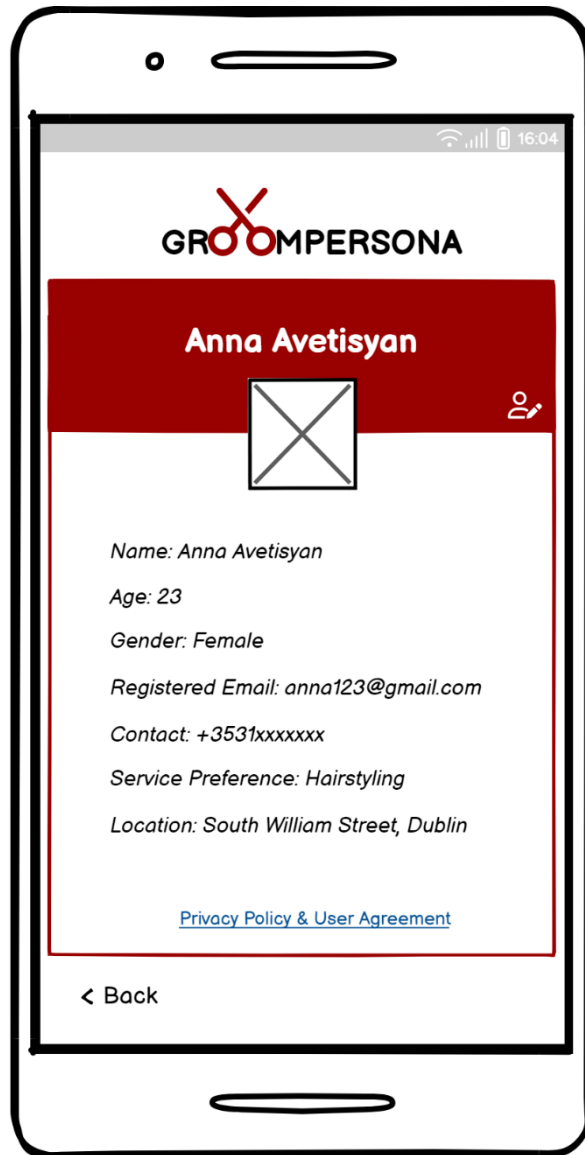 16:04
GROOMPERSONA
Anna Avetisyan
Name: Anna Avetisyan
Age: 23
Gender: Female
Registered Email: anna123@gmail.com
Contact: +3531xxxxxxx
Service Preference: Hairstyling
Location: South William Street, Dublin
Privacy Policy & User Agreement
< Back